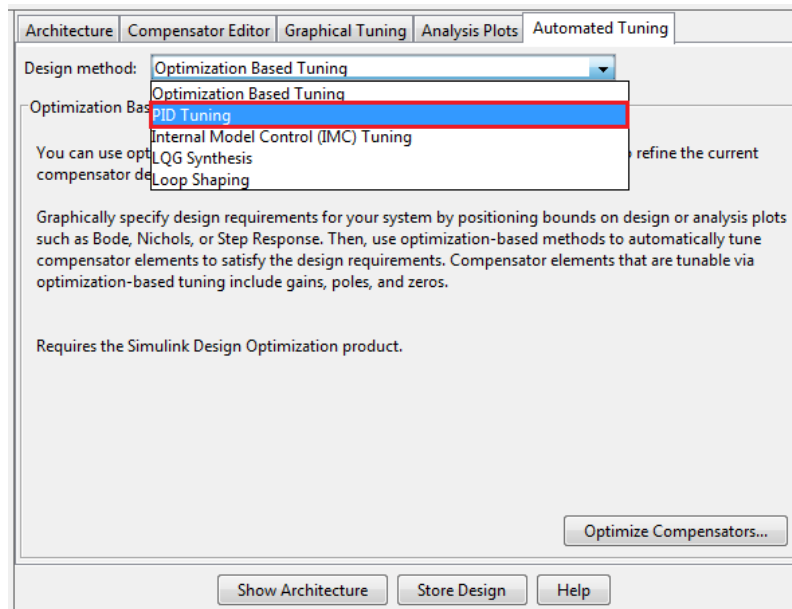 Architecture Compensator Editor Graphical Tuning Analysis Plots Automated Tuning
Design method: Optimization Based Tuning
Optimization Based Tuning
Optimization Bas
PID Tuning
Internal Model Control (IMC) Tuning
You can use opt refine the current
LQG Synthesis
compensator de
Loop Shaping
Graphically specify design requirements for your system by positioning bounds on design or analysis plots
such as Bode, Nichols, or Step Response. Then, use optimization-based methods to automatically tune
compensator elements to satisfy the design requirements. Compensator elements that are tunable via
optimization-based tuning include gains, poles, and zeros.
Requires the Simulink Design Optimization product.
Optimize Compensators...
Show Architecture Store Design Help